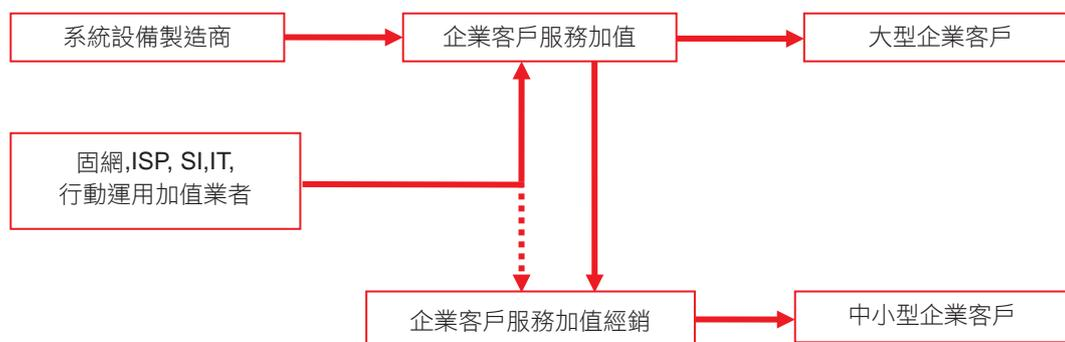 系統設備製造商
企業客戶服務加值
大型企業客戶
固網,ISP, SI,IT,
行動運用加值業者
企業客戶服務加值經銷
中小型企業客戶